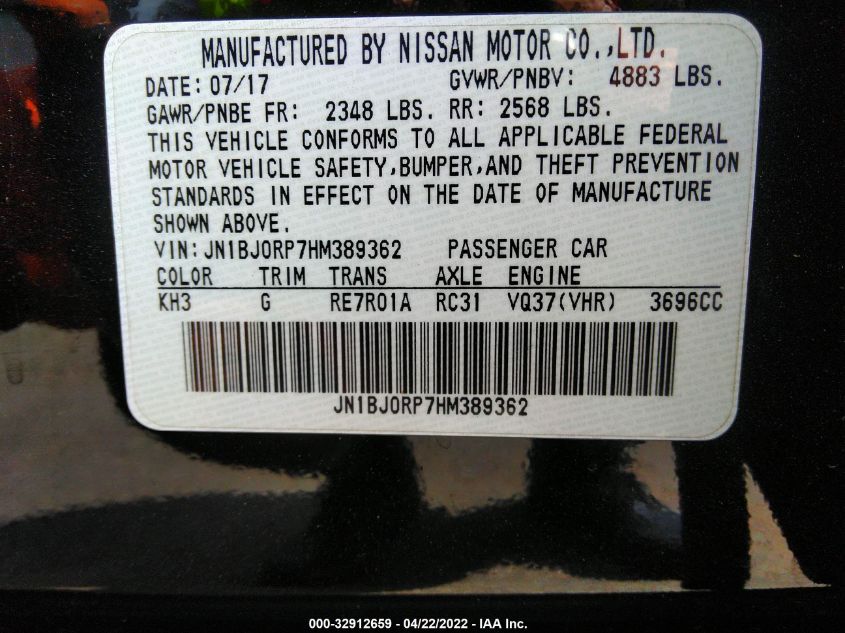 MANUFACTURED BY NISSAN MOTOR CO.,LTD.
DATE: 07/17 GVWR/PNBV: 4883 LBS.
GAWR/PNBE FR: 2348 LBS. RR: 2568 LBS.
THIS VEHICLE CONFORMS TO ALL APPLICABLE FEDERAL
MOTOR VEHICLE SAFETY,BUMPER,AND THEFT PREVENTION
STANDARDS IN EFFECT ON THE DATE OF MANUFACTURE
SHOWN ABOVE.
VIN:JN1BJ0RP7HM389362 PASSENGER CAR
COLOR TRIM TRANS AXLE ENGINE
KH3 G RE7R01A RC31 VQ37(VHR) 3696CC
JN1BJ0RP7HM389362
000-32912659 - 04/22/2022 - IAA Inc.